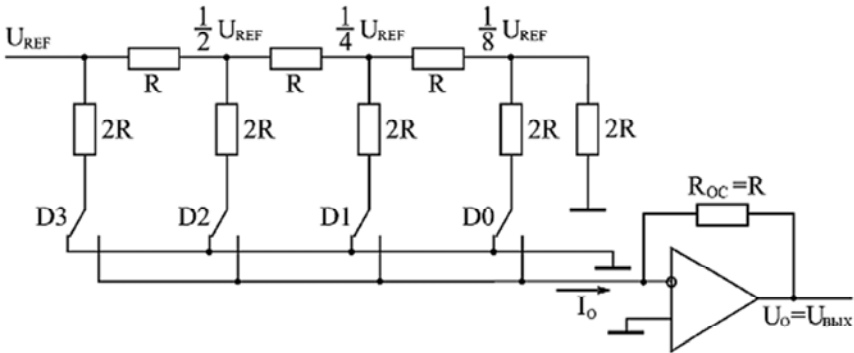 U_REF
1/2 U_REF
1/4 U_REF
1/8 U_REF
R
R
R
2R
2R
2R
2R
2R
D3
D2
D1
D0
R_OC=R
I_O
U_O=U_ВЫХ